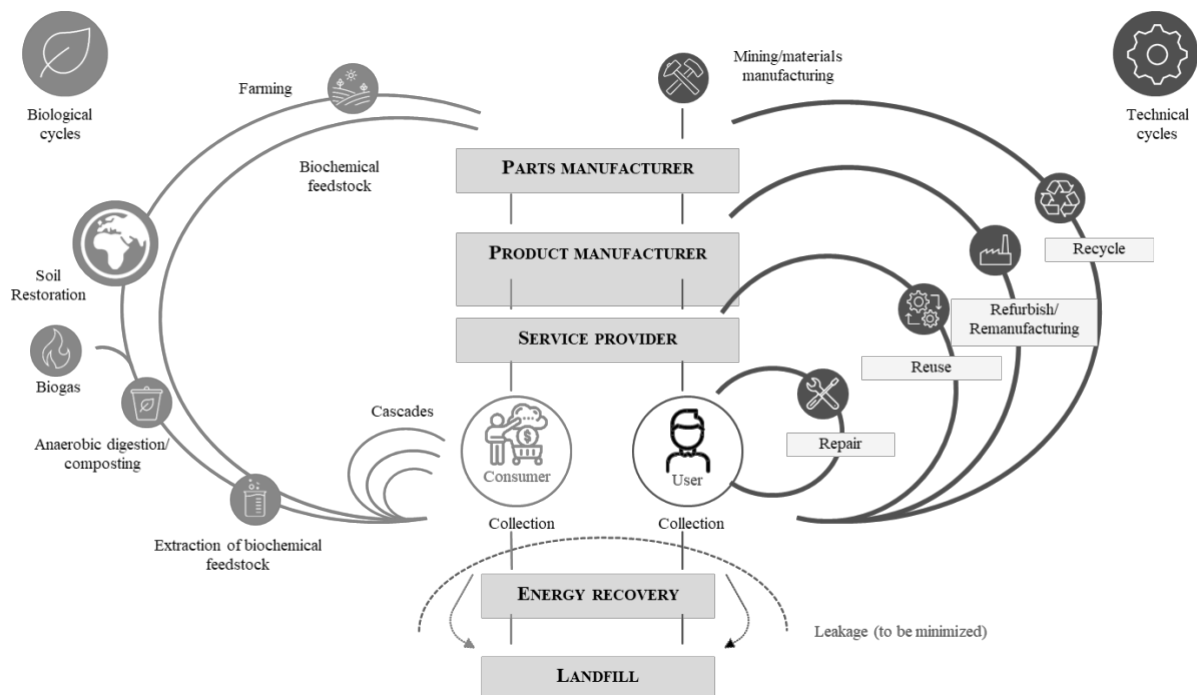 Biological
cycles
Farming
Biochemical
feedstock
Soil
Restoration
Biogas
Anaerobic digestion/
composting
Extraction of biochemical
feedstock
Cascades
Mining/materials
manufacturing
PARTS MANUFACTURER
PRODUCT MANUFACTURER
SERVICE PROVIDER
$
Consumer
User
Collection
Collection
ENERGY RECOVERY
LANDFILL
Technical
cycles
Recycle
Refurbish/
Remanufacturing
Reuse
Repair
Leakage (to be minimized)